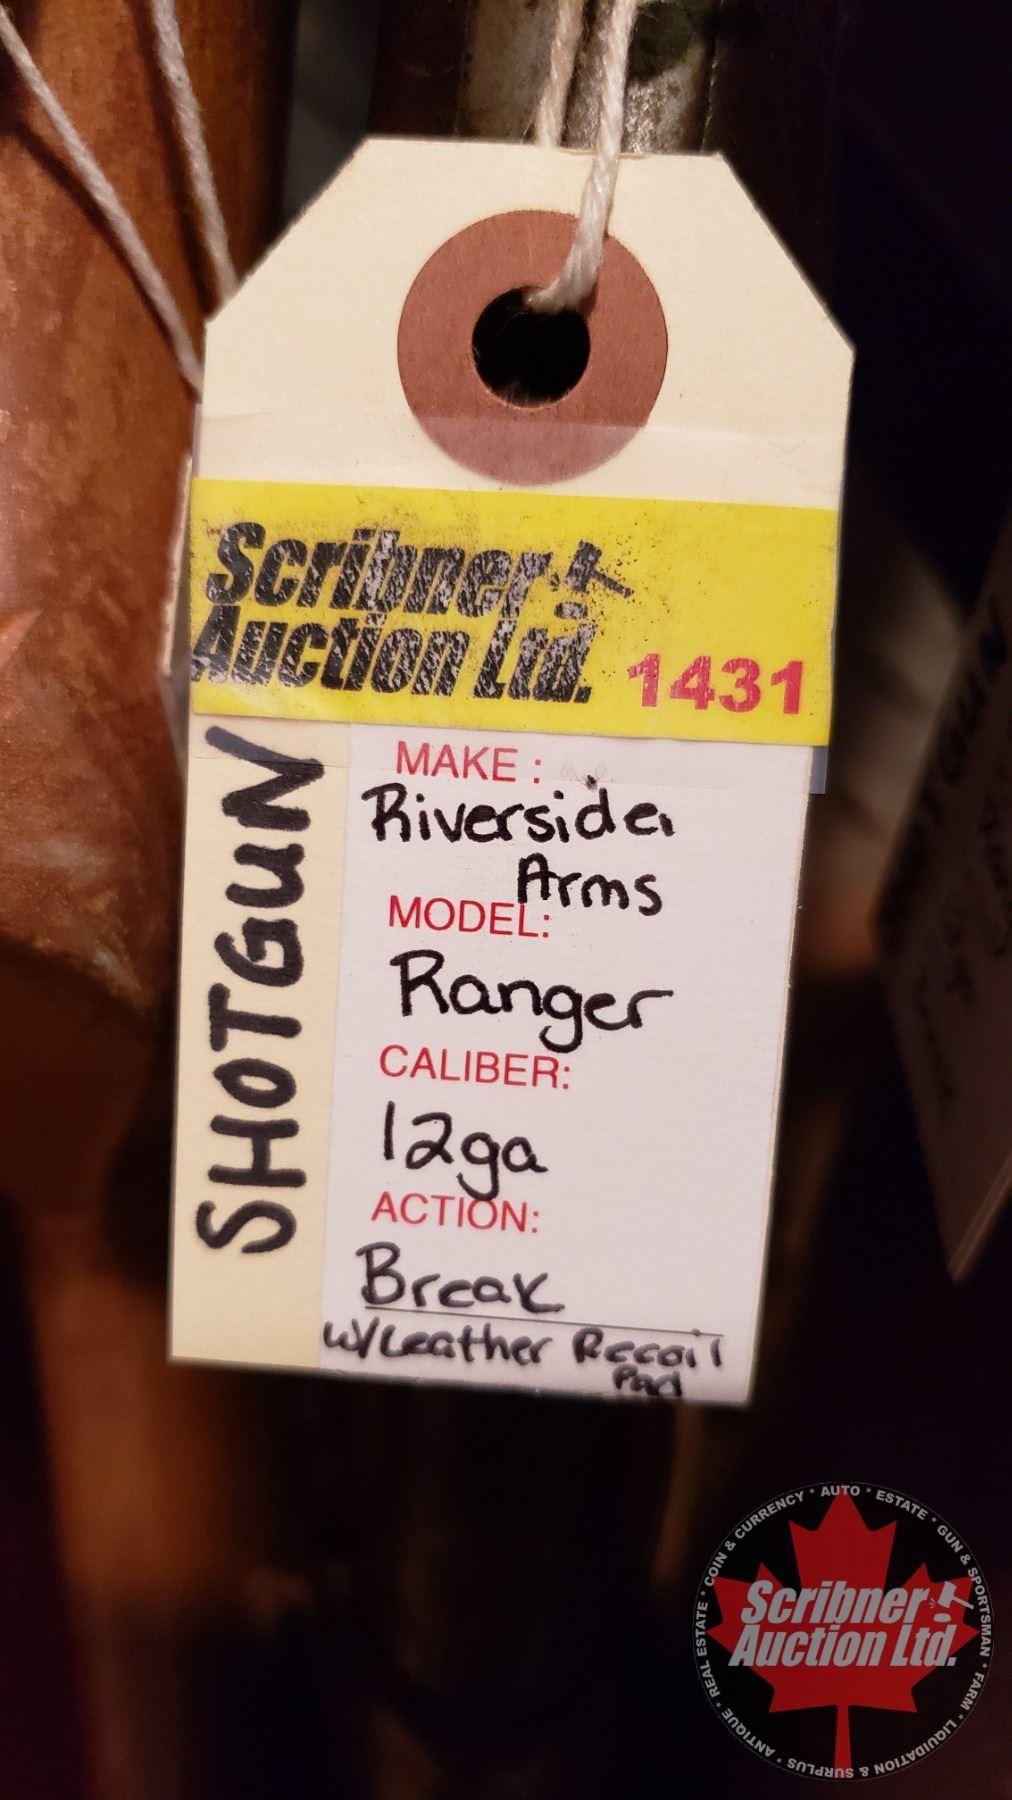 Scribner
Auction Ltd. 1431
SHOTGUN
MAKE:
Riverside
Arms
MODEL:
Ranger
CALIBER:
12ga
ACTION:
Break
w/Leather Recoil
Pad
COIN & CURRENCY * AUTO * ESTATE * GUN & SPORTSMAN * FARM * LIQUIDATION & SURPLUS * ANTIQUE * REAL ESTATE *
Scribner
Auction Ltd.